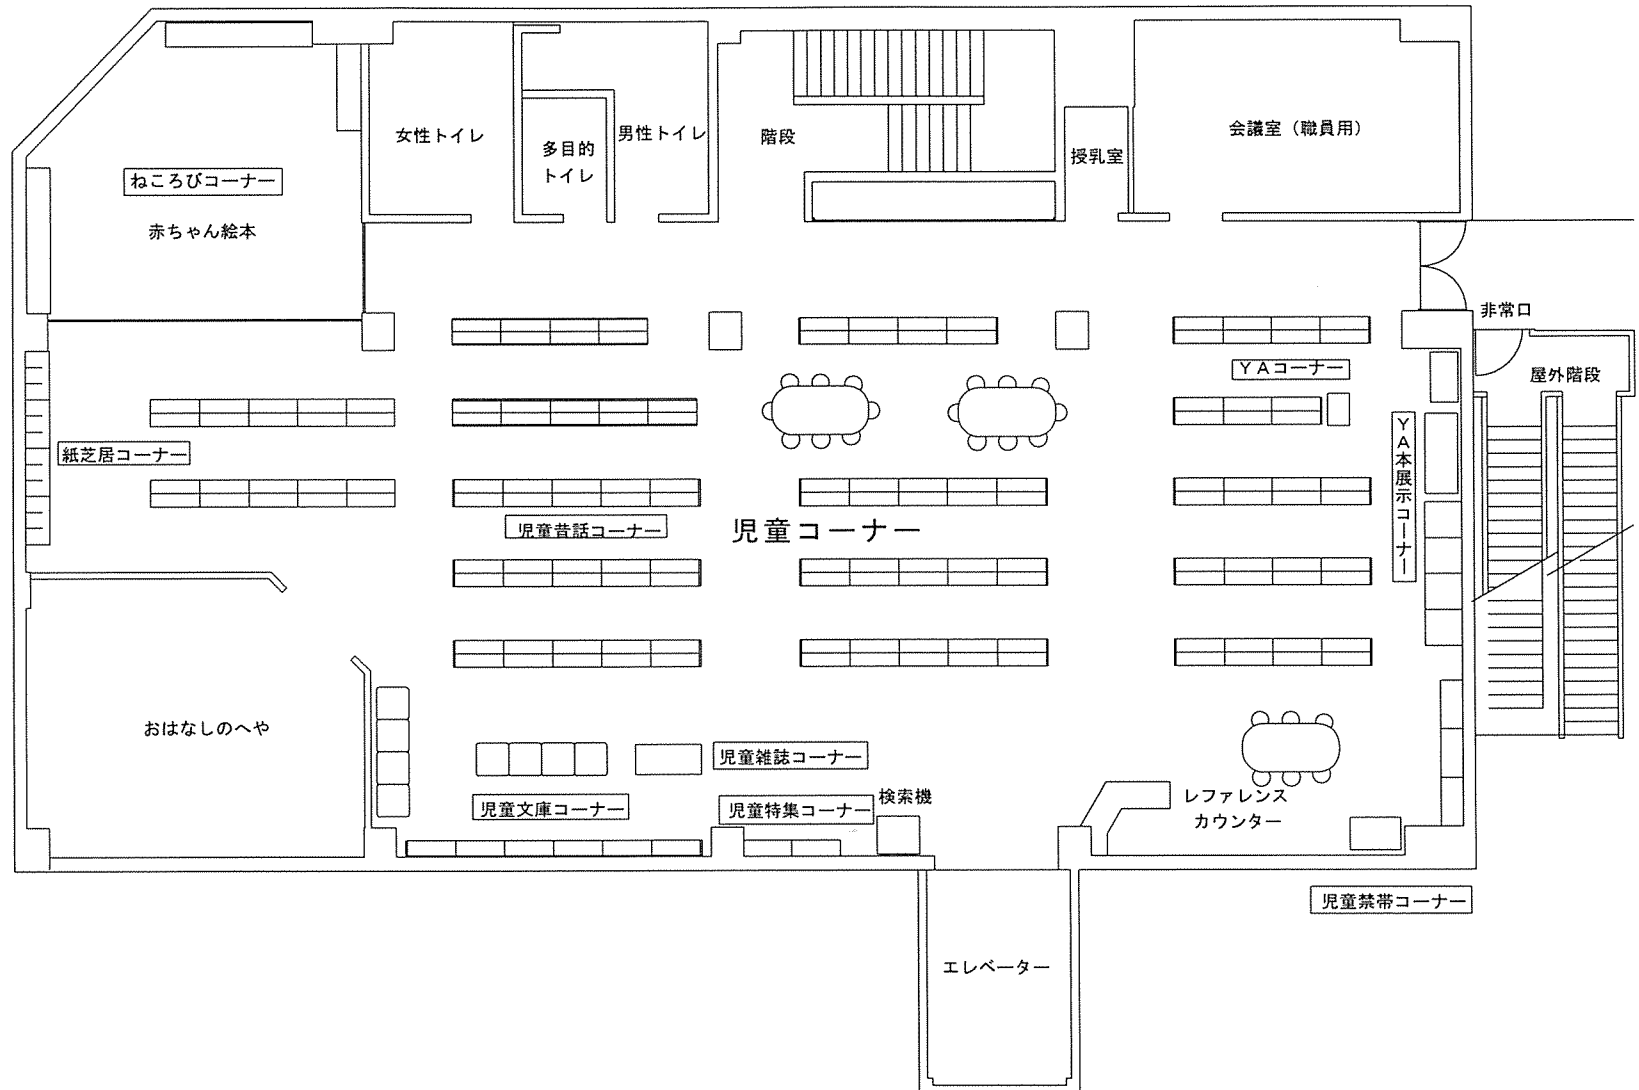 女性トイレ
多目的
トイレ
男性トイレ
階段
授乳室
会議室（職員用）
ねころびコーナー
赤ちゃん絵本
非常口
屋外階段
ＹＡコーナー
ＹＡ本展示コーナー
紙芝居コーナー
児童昔話コーナー
児童コーナー
おはなしのへや
児童雑誌コーナー
児童文庫コーナー
児童特集コーナー
検索機
レファレンス
カウンター
児童禁帯コーナー
エレベーター